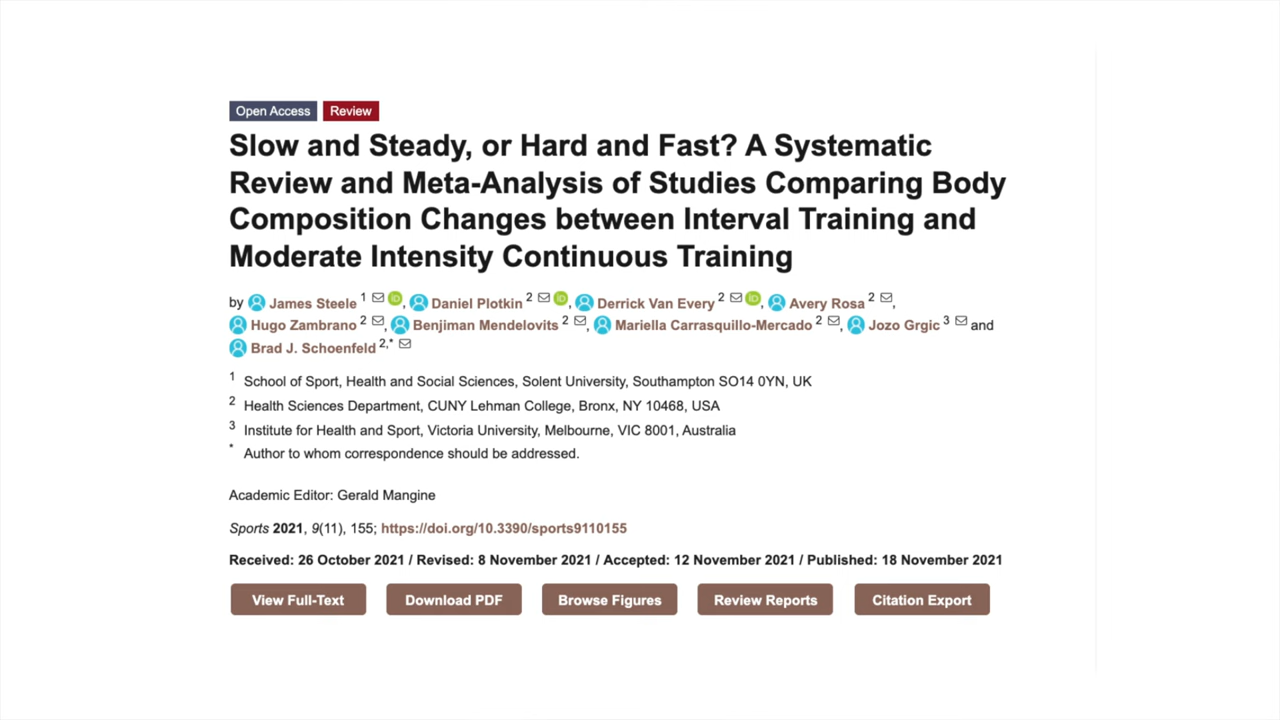 Open Access Review
Slow and Steady, or Hard and Fast? A Systematic
Review and Meta-Analysis of Studies Comparing Body
Composition Changes between Interval Training and
Moderate Intensity Continuous Training
by James Steele 1 iD, Daniel Plotkin 2 iD, Derrick Van Every 2 iD, Avery Rosa 2,
Hugo Zambrano 2, Benjiman Mendelovits 2, Mariella Carrasquillo-Mercado 2, Jozo Grgic 3 and
Brad J. Schoenfeld 2,*
1 School of Sport, Health and Social Sciences, Solent University, Southampton SO14 0YN, UK
2 Health Sciences Department, CUNY Lehman College, Bronx, NY 10468, USA
3 Institute for Health and Sport, Victoria University, Melbourne, VIC 8001, Australia
* Author to whom correspondence should be addressed.
Academic Editor: Gerald Mangine
Sports 2021, 9(11), 155; https://doi.org/10.3390/sports9110155
Received: 26 October 2021 / Revised: 8 November 2021 / Accepted: 12 November 2021 / Published: 18 November 2021
View Full-Text Download PDF Browse Figures Review Reports Citation Export